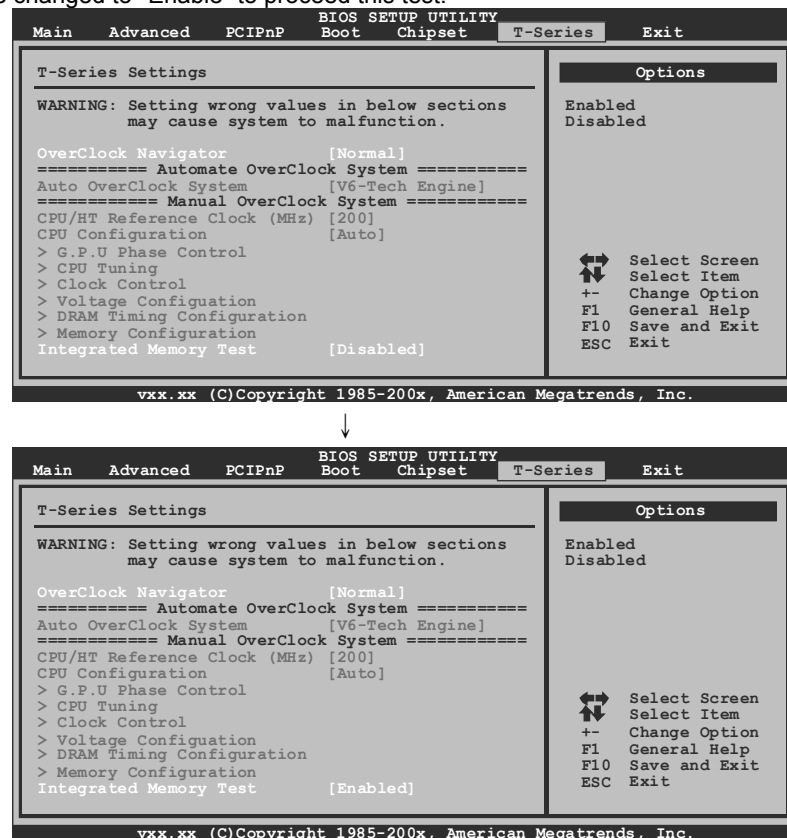 s changed to "Enable" to proceed this test.
BIOS SETUP UTILITY
Main Advanced PCIPnP Boot Chipset T-Series Exit
T-Series Settings
WARNING: Setting wrong values in below sections
may cause system to malfunction.
OverClock Navigator [Normal]
=========== Automate OverClock System ===========
Auto OverClock System [V6-Tech Engine]
============ Manual OverClock System ============
CPU/HT Reference Clock (MHz) [200]
CPU Configuration [Auto]
> G.P.U Phase Control
> CPU Tuning
> Clock Control
> Voltage Configuation
> DRAM Timing Configuration
> Memory Configuration
Integrated Memory Test [Disabled]
Options
Enabled
Disabled
Select Screen
Select Item
+- Change Option
F1 General Help
F10 Save and Exit
ESC Exit
vxx.xx (C)Copyright 1985-200x, American Megatrends, Inc.
BIOS SETUP UTILITY
Main Advanced PCIPnP Boot Chipset T-Series Exit
T-Series Settings
WARNING: Setting wrong values in below sections
may cause system to malfunction.
OverClock Navigator [Normal]
=========== Automate OverClock System ===========
Auto OverClock System [V6-Tech Engine]
============ Manual OverClock System ============
CPU/HT Reference Clock (MHz) [200]
CPU Configuration [Auto]
> G.P.U Phase Control
> CPU Tuning
> Clock Control
> Voltage Configuation
> DRAM Timing Configuration
> Memory Configuration
Integrated Memory Test [Enabled]
Options
Enabled
Disabled
Select Screen
Select Item
+- Change Option
F1 General Help
F10 Save and Exit
ESC Exit
vxx.xx (C)Copyright 1985-200x, American Megatrends, Inc.